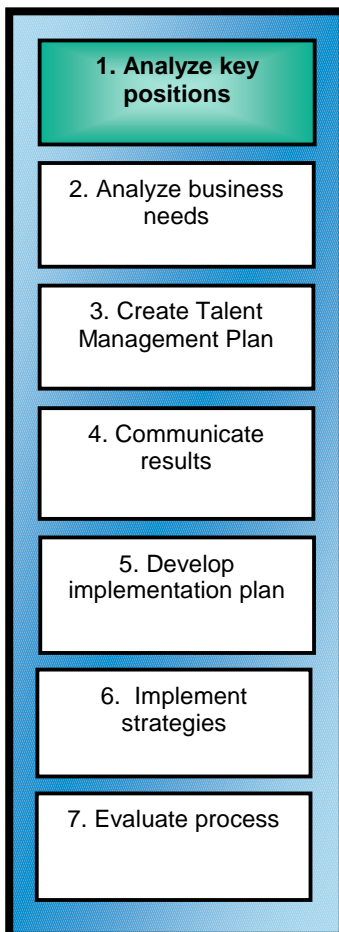 1. Analyze key
positions
2. Analyze business
needs
3. Create Talent
Management Plan
4. Communicate
results
5. Develop
implementation plan
6. Implement
strategies
7. Evaluate process